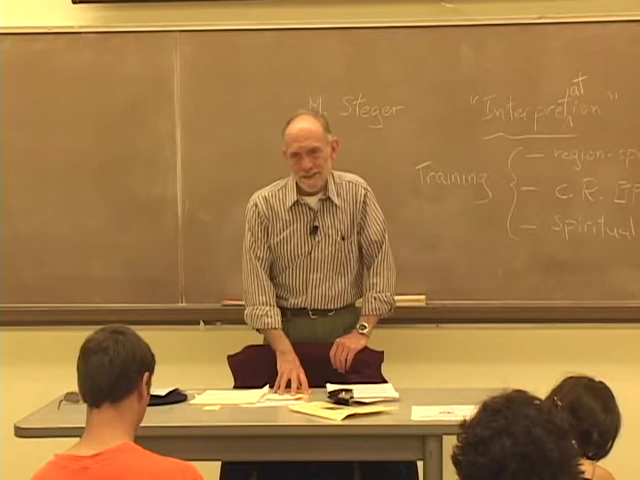 M. Steger
at
"Interpretion"
Training
— region-sp
— C. R.
— Spiritual